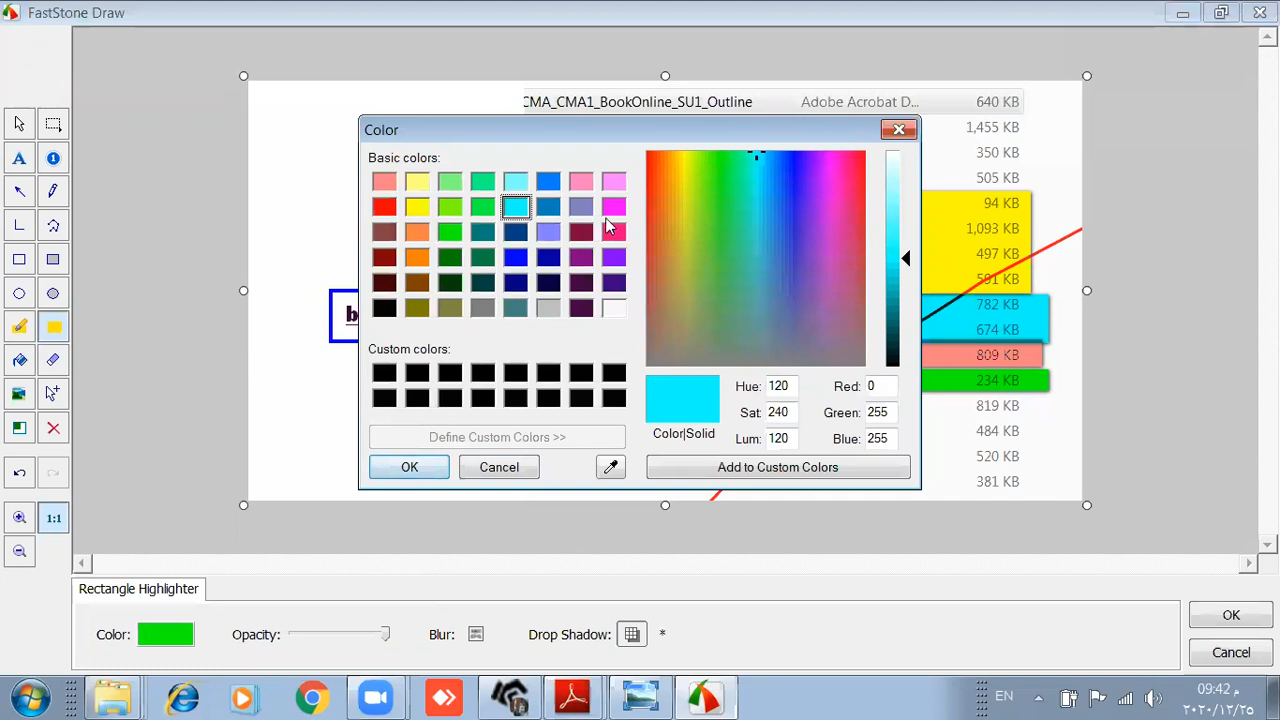 FastStone Draw
CMA_CMA1_BookOnline_SU1_Outline Adobe Acrobat D... 640 KB
1,455 KB
350 KB
505 KB
94 KB
1,093 KB
497 KB
591 KB
782 KB
674 KB
809 KB
234 KB
819 KB
484 KB
520 KB
381 KB
b
Color
Basic colors:
Custom colors:
Define Custom Colors >>
OK Cancel
Hue: 120 Red: 0
Sat: 240 Green: 255
Color|Solid Lum: 120 Blue: 255
Add to Custom Colors
1:1
Rectangle Highlighter
Color: Opacity: Blur: Drop Shadow: *
OK
Cancel
EN
09:42 م
٢٠٢٠/١٢/٢٥